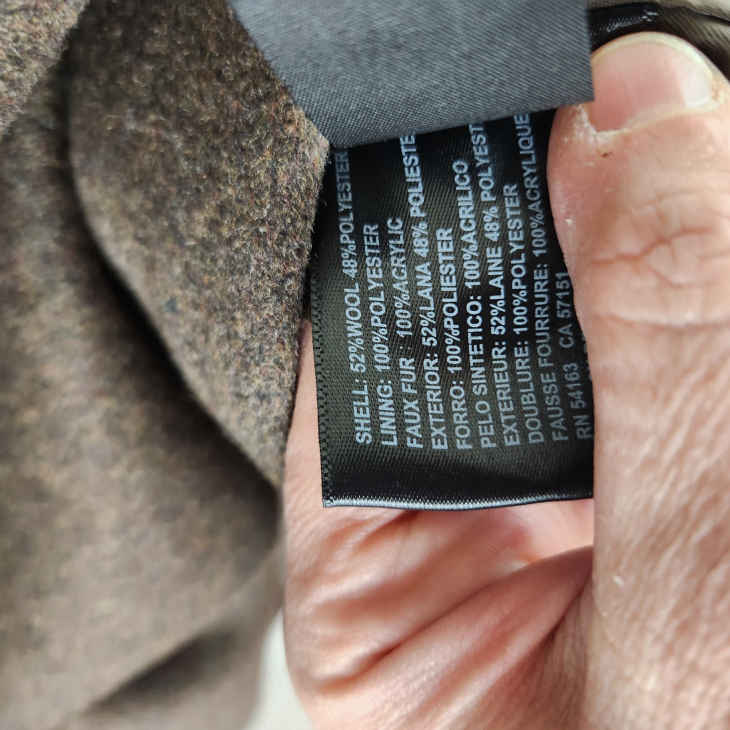 SHELL: 52%WOOL 48%POLYESTER
LINING: 100%POLYESTER
FAUX FUR 100%ACRYLIC
EXTERIOR: 52%LANA 48% POLIESTE
FORRO: 100%POLIESTER
PELO SINTETICO: 100%ACRILICO
EXTERIEUR: 52%LAINE 48% POLYEST
DOUBLURE: 100%POLYESTER
FAUSSE FOURRURE: 100%ACRYLIQUE
RN 54163 CA 57151